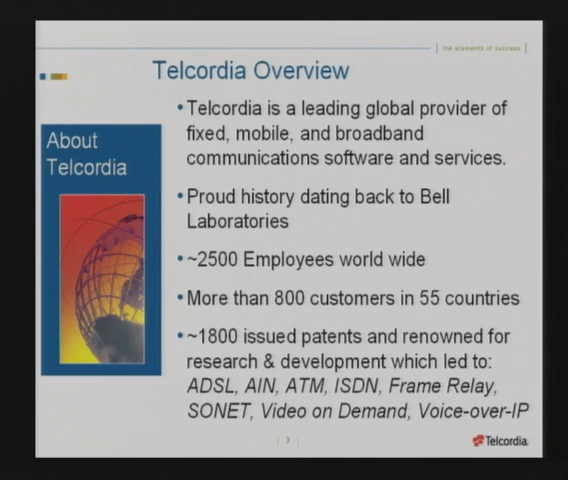 the elements of success
Telcordia Overview
About
Telcordia
• Telcordia is a leading global provider of
fixed, mobile, and broadband
communications software and services.
• Proud history dating back to Bell
Laboratories
• ~2500 Employees world wide
• More than 800 customers in 55 countries
• ~1800 issued patents and renowned for
research & development which led to:
ADSL, AIN, ATM, ISDN, Frame Relay,
SONET, Video on Demand, Voice-over-IP
3
Telcordia.